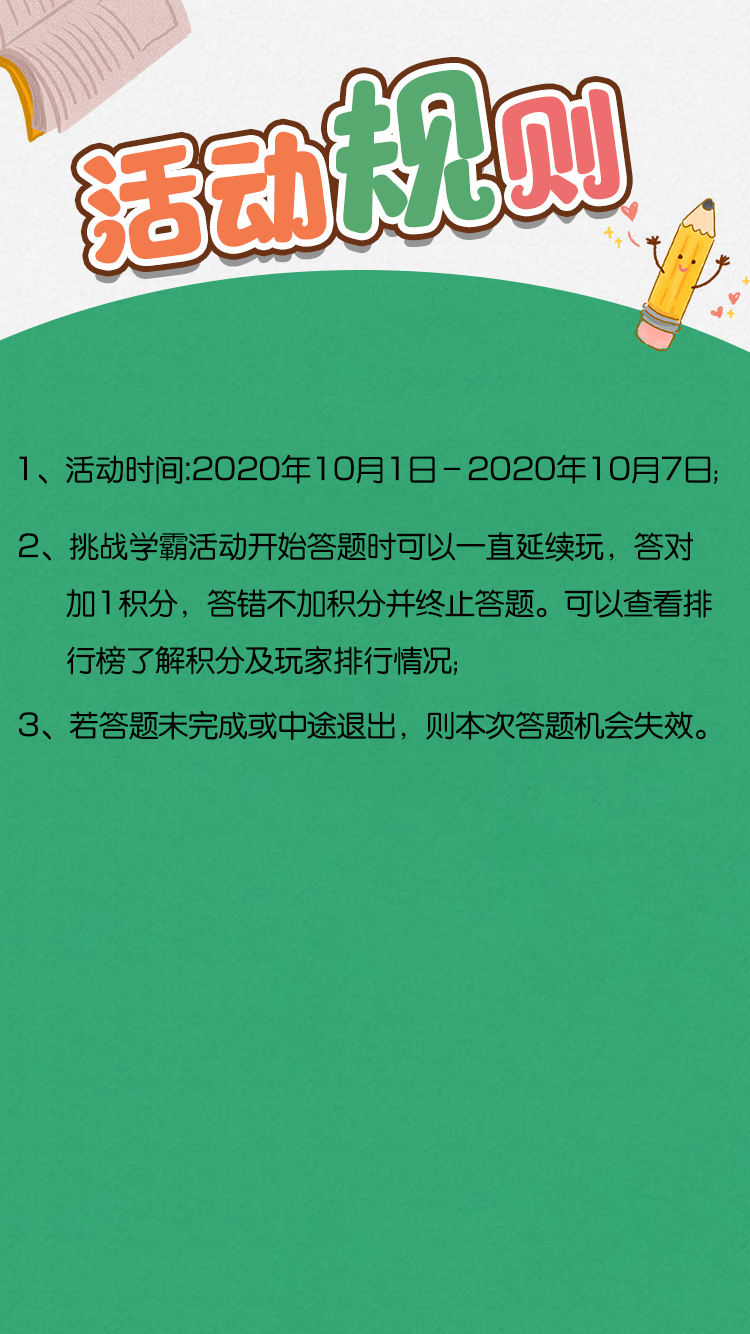 活动规则
1、活动时间:2020年10月1日-2020年10月7日;
2、挑战学霸活动开始答题时可以一直延续玩，答对
加1积分，答错不加积分并终止答题。可以查看排
行榜了解积分及玩家排行情况;
3、若答题未完成或中途退出，则本次答题机会失效。